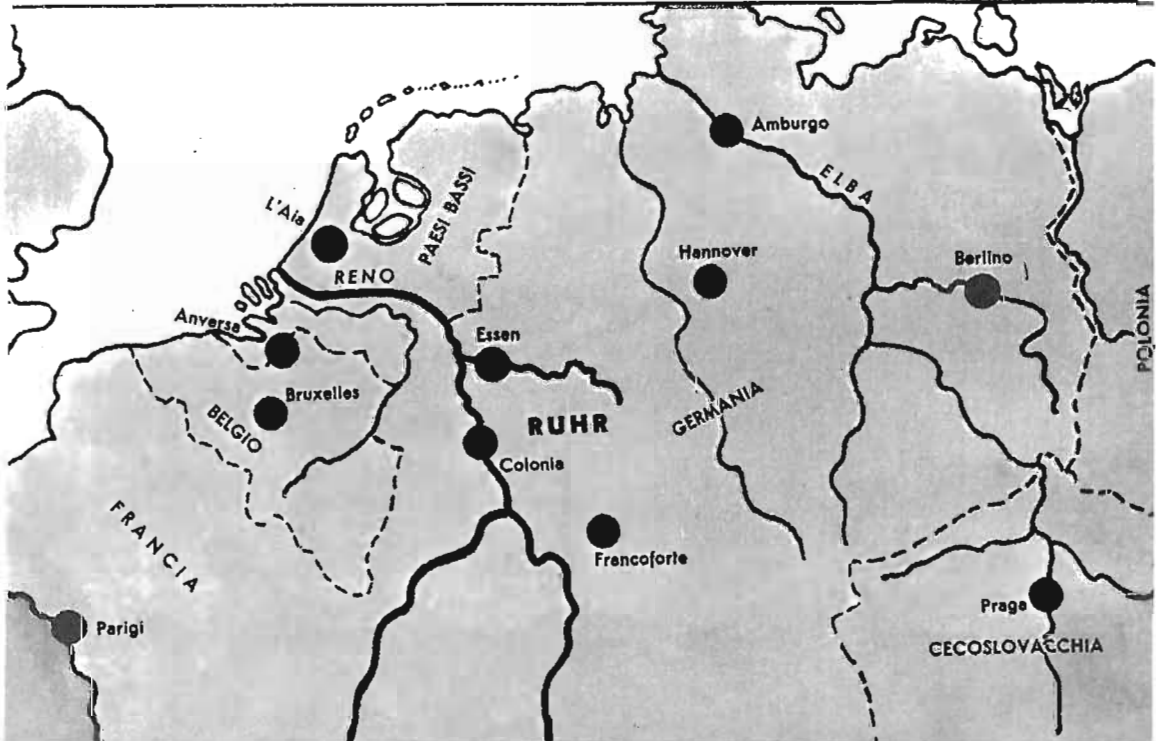 Amburgo
ELBA
L'Aia
PAESI BASSI
Hannover
Berlino
RENO
Anversa
Essen
POLONIA
Bruxelles
BELGIO
RUHR
GERMANIA
Colonia
FRANCIA
Francoforte
Praga
Parigi
CECOSLOVACCHIA